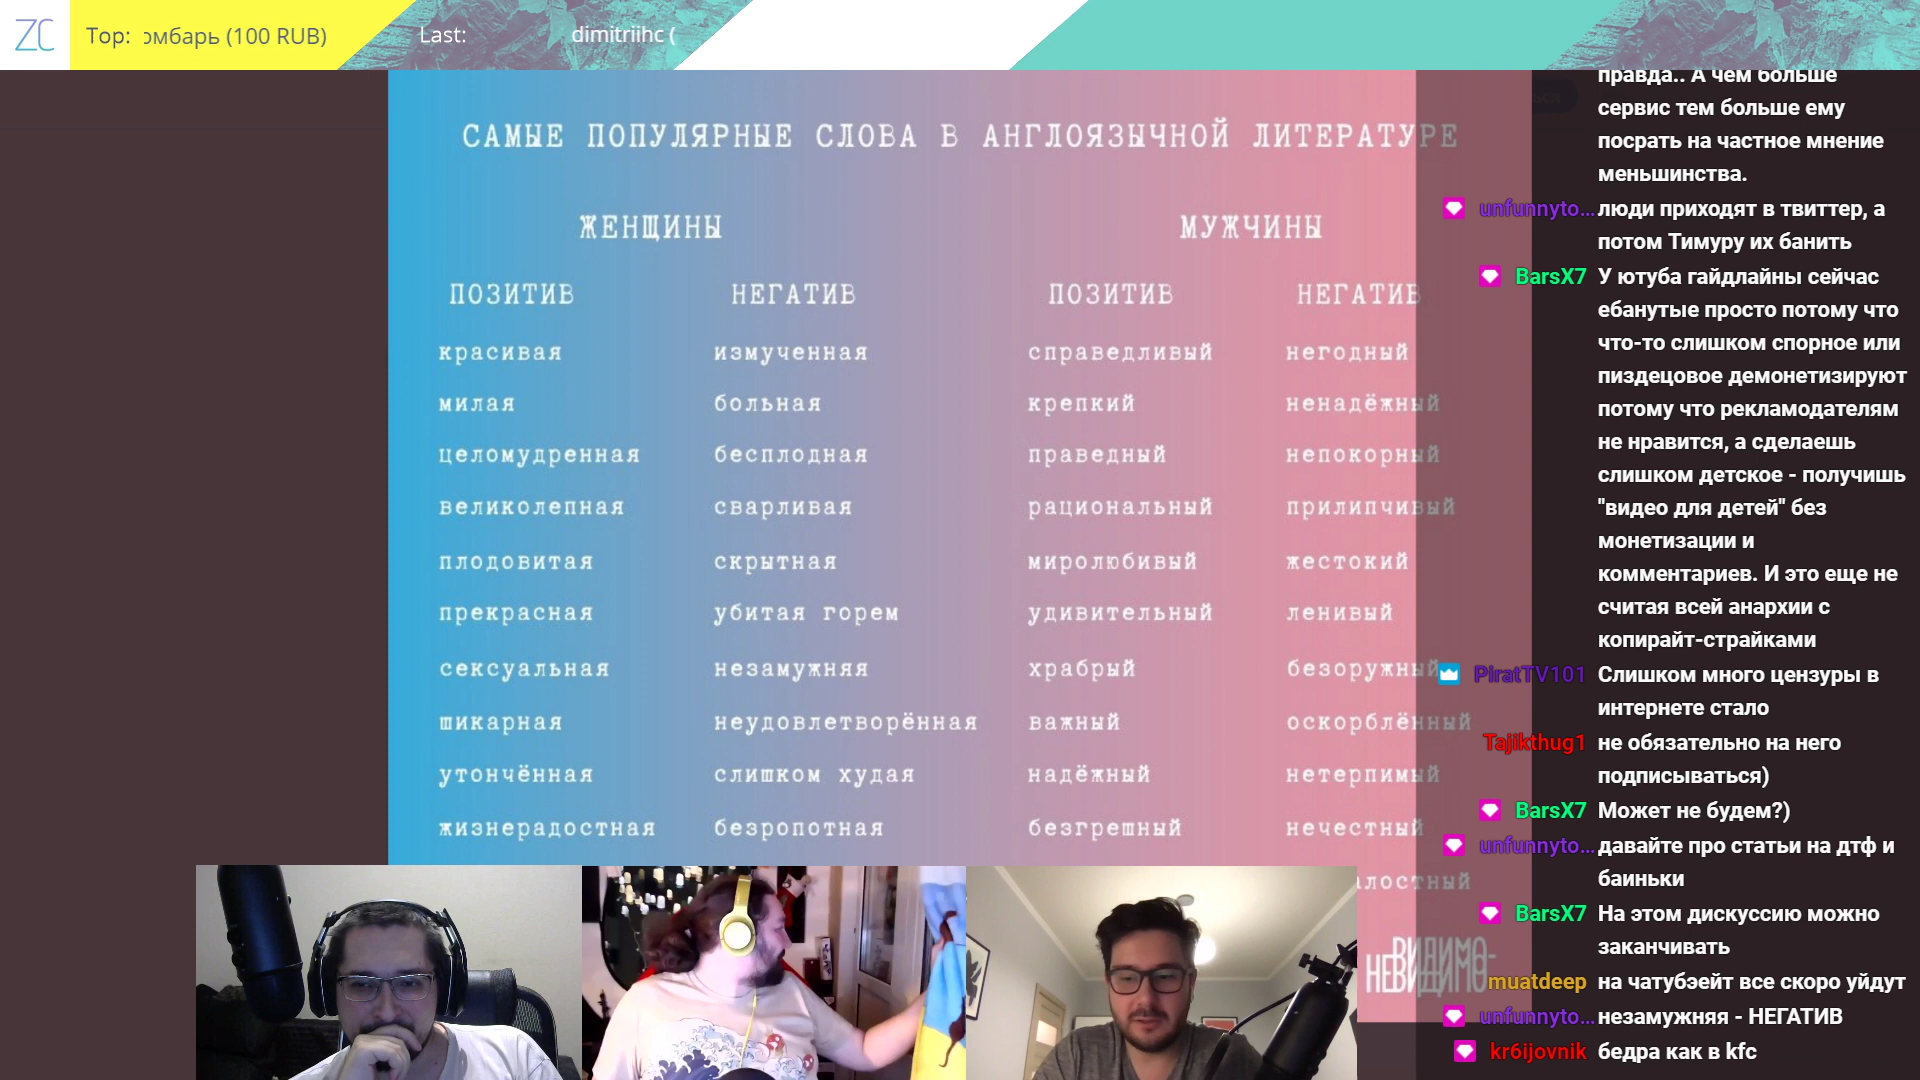 ZC
Top: омбарь (100 RUB)
Last: dimitriihc (
САМЫЕ ПОПУЛЯРНЫЕ СЛОВА В АНГЛОЯЗЫЧНОЙ ЛИТЕРАТУРЕ
ЖЕНЩИНЫ
МУЖЧИНЫ
ПОЗИТИВ НЕГАТИВ ПОЗИТИВ НЕГАТИВ
красивая измученная справедливый негодный
милая больная крепкий ненадёжный
целомудренная бесплодная праведный непокорный
великолепная сварливая рациональный прилипчивый
плодовитая скрытная миролюбивый жестокий
прекрасная убитая горем удивительный ленивый
сексуальная незамужняя храбрый безоружный
шикарная неудовлетворённая важный оскорблённый
утончённая слишком худая надёжный нетерпимый
жизнерадостная безропотная безгрешный нечестный
алостный
ВИДИМО-
НЕВИДИМО
правда.. А чем больше
сервис тем больше ему
посрать на частное мнение
меньшинства.
unfunnyto... люди приходят в твиттер, а
потом Тимуру их банить
BarsX7 У ютуба гайдлайны сейчас
ебанутые просто потому что
что-то слишком спорное или
пиздецовое демонетизируют
потому что рекламодателям
не нравится, а сделаешь
слишком детское - получишь
"видео для детей" без
монетизации и
комментариев. И это еще не
считая всей анархии с
копирайт-страйками
PiratTV101 Слишком много цензуры в
интернете стало
Tajikthug1 не обязательно на него
подписываться)
BarsX7 Может не будем?)
unfunnyto... давайте про статьи на дтф и
баиньки
BarsX7 На этом дискуссию можно
заканчивать
muatdeep на чатубэейт все скоро уйдут
unfunnyto... незамужняя - НЕГАТИВ
kr6ijovnik бедра как в kfc